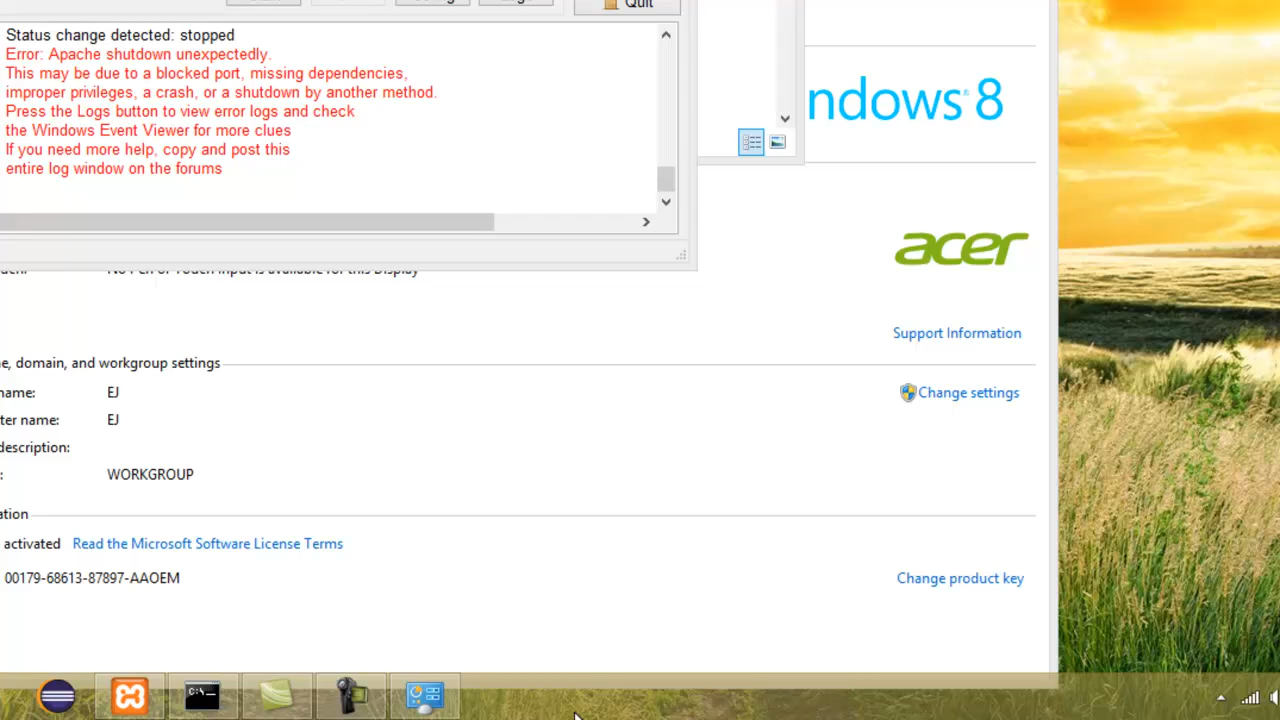 Quit
Status change detected: stopped
Error: Apache shutdown unexpectedly.
This may be due to a blocked port, missing dependencies,
improper privileges, a crash, or a shutdown by another method.
Press the Logs button to view error logs and check
the Windows Event Viewer for more clues
If you need more help, copy and post this
entire log window on the forums
ndows 8
acer
No Pen or Touch Input is available for this Display
Support Information
e, domain, and workgroup settings
name: EJ
Change settings
ter name: EJ
description:
WORKGROUP
ation
activated Read the Microsoft Software License Terms
00179-68613-87897-AAOEM
Change product key
C:\_